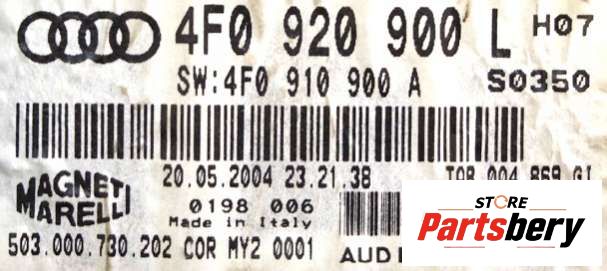 4F0 920 900 L H07
SW:4F0 910 900 A S0350
20.05.2004 23.21.38
MAGNETI MARELLI
0198 006
Made in Italy
503.000.730.202 COR MY2 0001
AUD
STORE
Partsbery